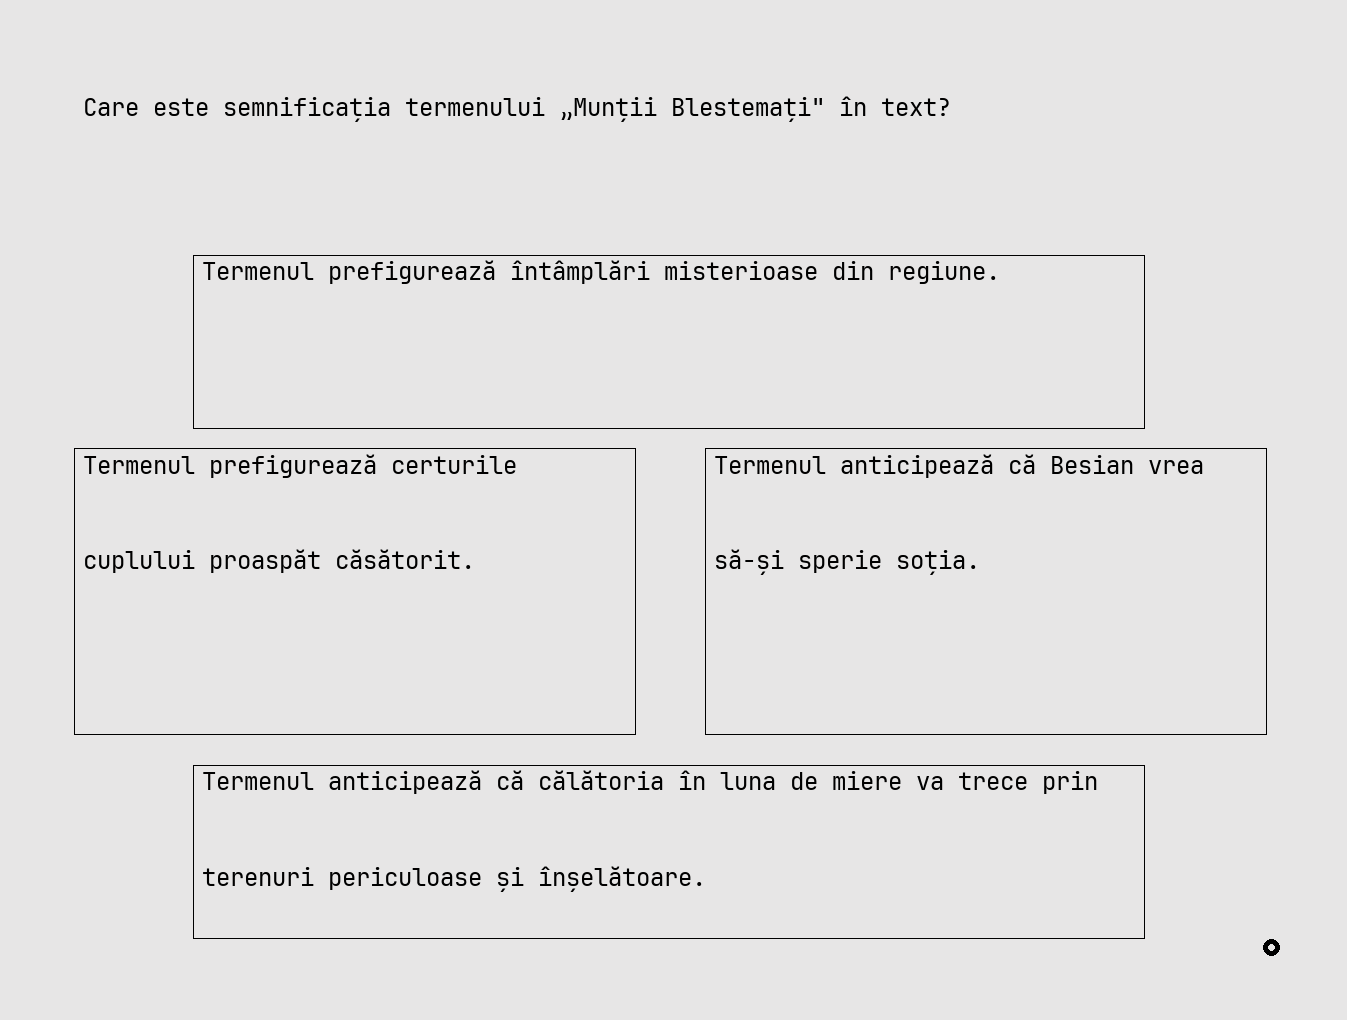 Care este semnificația termenului „Munții Blestemați" în text?
Termenul prefigurează întâmplări misterioase din regiune.
Termenul prefigurează certurile
cuplului proaspăt căsătorit.
Termenul anticipează că Besian vrea
să-și sperie soția.
Termenul anticipează că călătoria în luna de miere va trece prin
terenuri periculoase și înșelătoare.